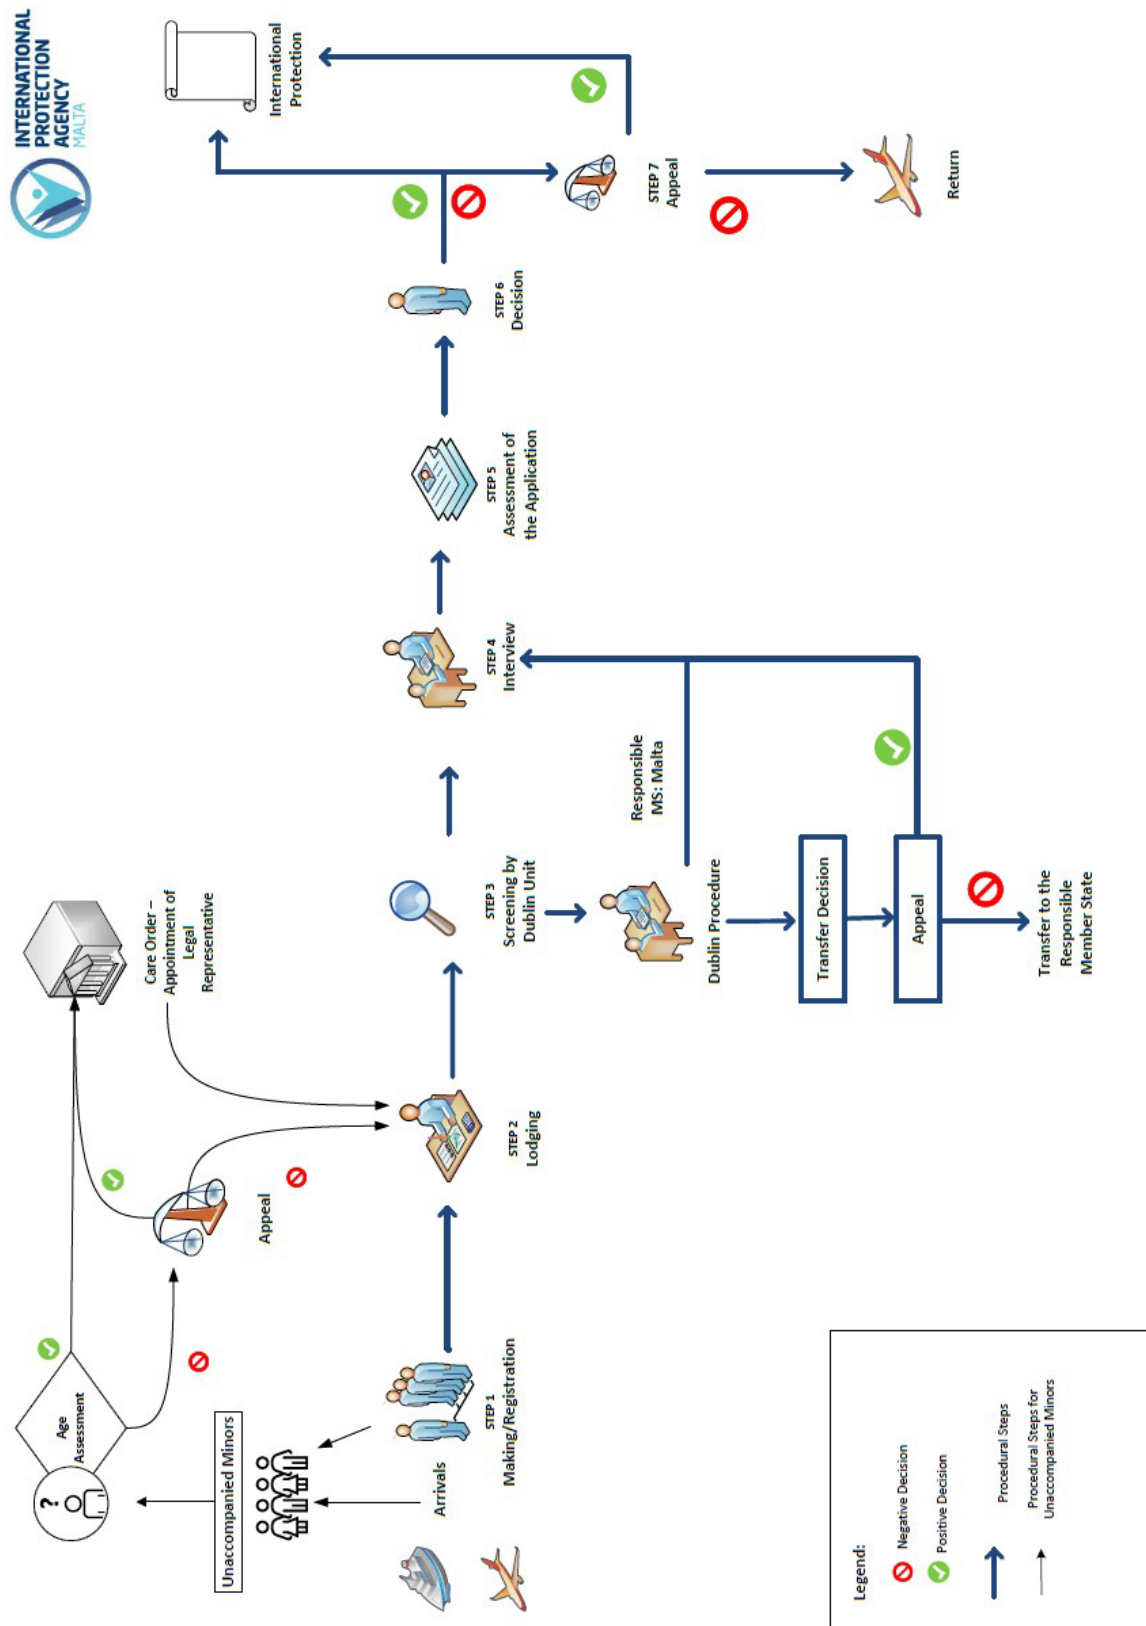 INTERNATIONAL
PROTECTION
AGENCY
MALTA
?
Age
Assessment
Care Order –
Appointment of
Legal
Representative
Appeal
Unaccompanied Minors
Arrivals
STEP 1
Making/Registration
STEP 2
Lodging
STEP 3
Screening by
Dublin Unit
STEP 4
Interview
STEP 5
Assessment of
the Application
STEP 6
Decision
International
Protection
STEP 7
Appeal
Return
Responsible
MS: Malta
Dublin Procedure
Transfer Decision
Appeal
Transfer to the
Responsible
Member State
Legend:
Negative Decision
Positive Decision
Procedural Steps
Procedural Steps for
Unaccompanied Minors